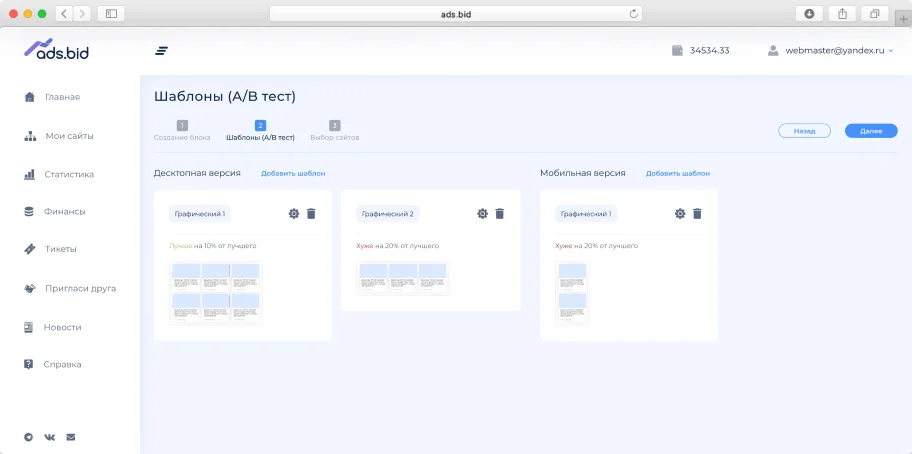 ads.bid
ads.bid
34534.33
webmaster@yandex.ru
Главная
Мои сайты
Статистика
Финансы
Тикеты
Пригласи друга
Новости
Справка
Шаблоны (А/В тест)
1
2
3
Создание блока
Шаблоны (А/В тест)
Выбор сайтов
Назад
Далее
Десктопная версия
Добавить шаблон
Мобильная версия
Добавить шаблон
Графический 1
Лучше на 10% от лучшего
Графический 2
Хуже на 20% от лучшего
Графический 1
Хуже на 20% от лучшего